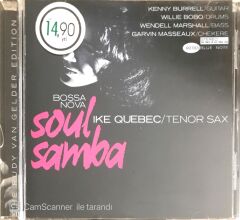 14,90
KENNY BURRELL/GUITAR
WILLIE BOBO/DRUMS
WENDELL MARSHALL/BASS
GARVIN MASSEAUX/CHEKERE
BLUE NOTE
BOSSA
NOVA
soul
samba
IKE QUEBEC/TENOR SAX
RUDY VAN GELDER EDITION
CamScanner ile tarandı